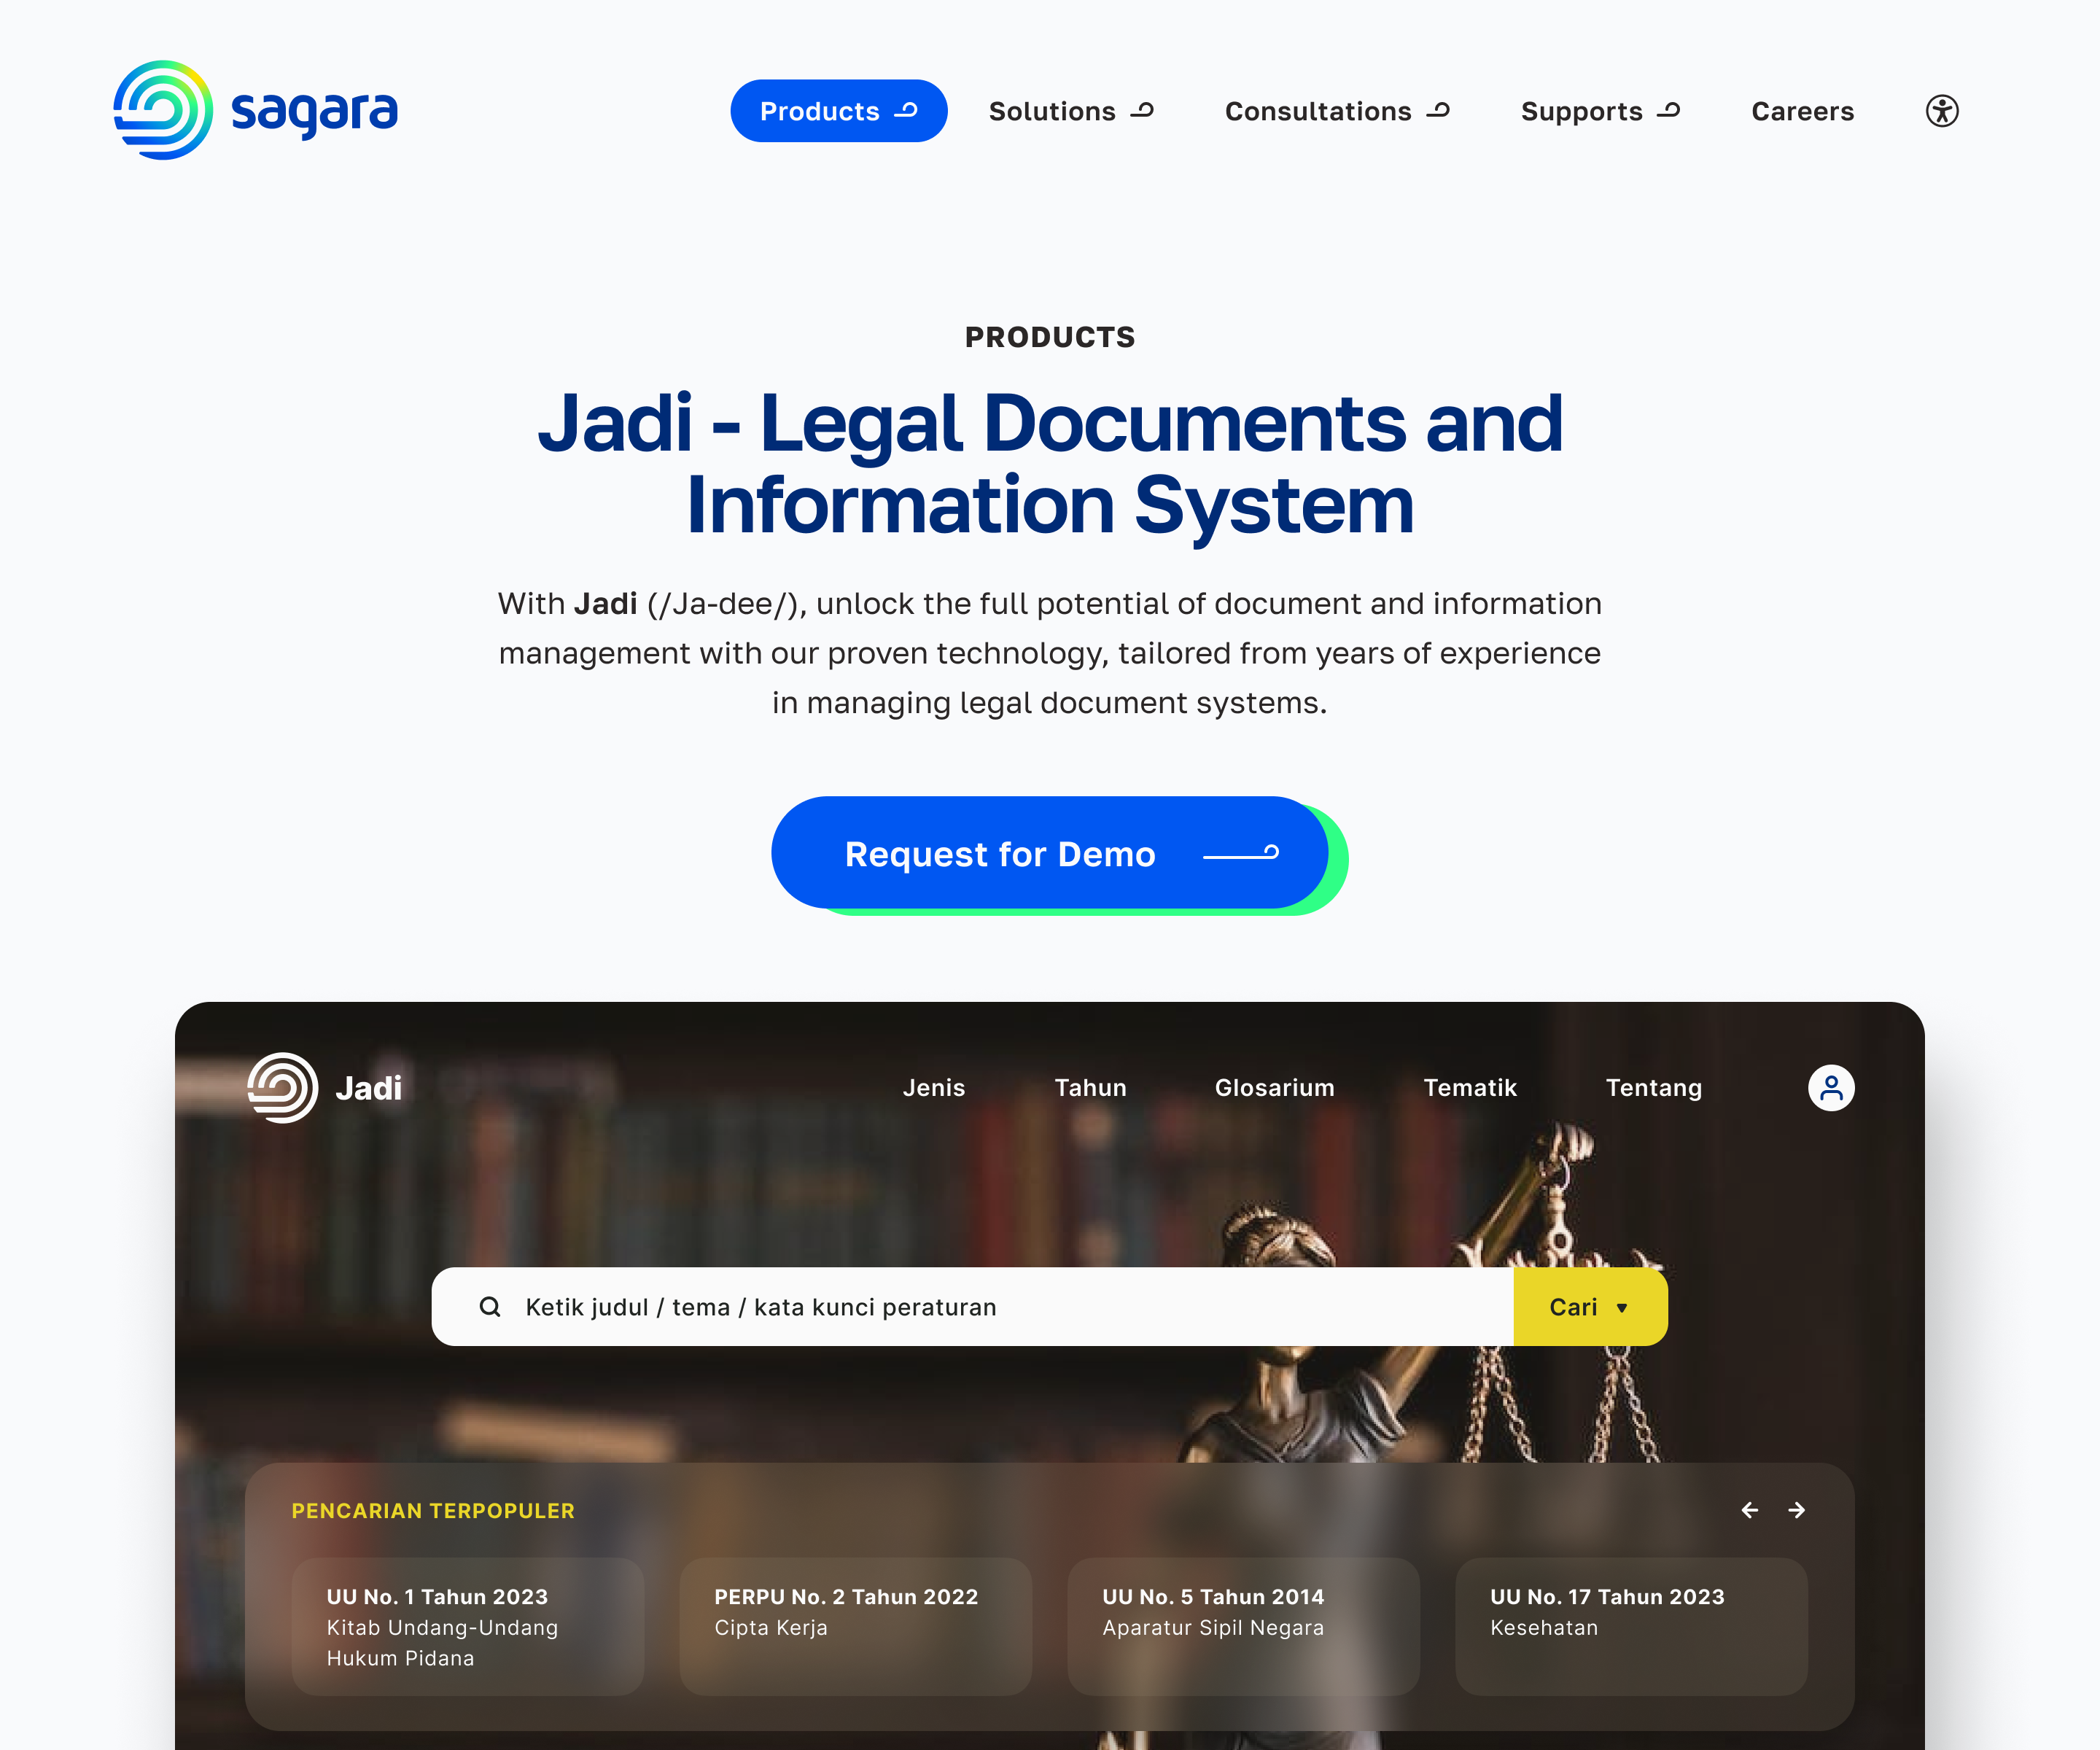 sagara
Products
Solutions
Consultations
Supports
Careers
PRODUCTS
Jadi - Legal Documents and
Information System
With Jadi (/Ja-dee/), unlock the full potential of document and information
management with our proven technology, tailored from years of experience
in managing legal document systems.
Request for Demo
Jadi
Jenis
Tahun
Glosarium
Tematik
Tentang
Ketik judul / tema / kata kunci peraturan
Cari
PENCARIAN TERPOPULER
UU No. 1 Tahun 2023
Kitab Undang-Undang
Hukum Pidana
PERPU No. 2 Tahun 2022
Cipta Kerja
UU No. 5 Tahun 2014
Aparatur Sipil Negara
UU No. 17 Tahun 2023
Kesehatan